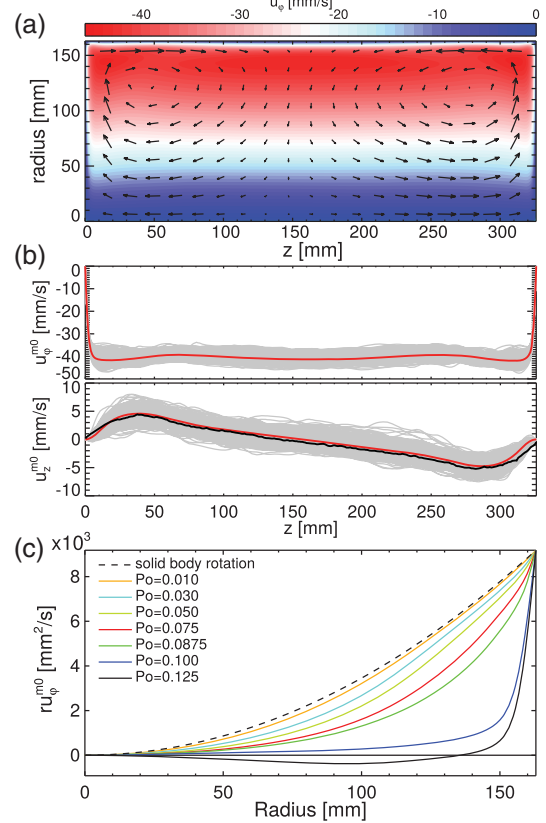 u_φ [mm/s]
(a)
-40 -30 -20 -10 0
150
100
50
0
radius [mm]
0 50 100 150 200 250 300
z [mm]
(b)
0
-10
-20
-30
-40
-50
u_φ^m0 [mm/s]
10
5
0
-5
-10
u_z^m0 [mm/s]
0 50 100 150 200 250 300
z [mm]
(c)
×10³
8
6
4
2
0
ru_φ^m0 [mm²/s]
solid body rotation
Po=0.010
Po=0.030
Po=0.050
Po=0.075
Po=0.0875
Po=0.100
Po=0.125
0 50 100 150
Radius [mm]